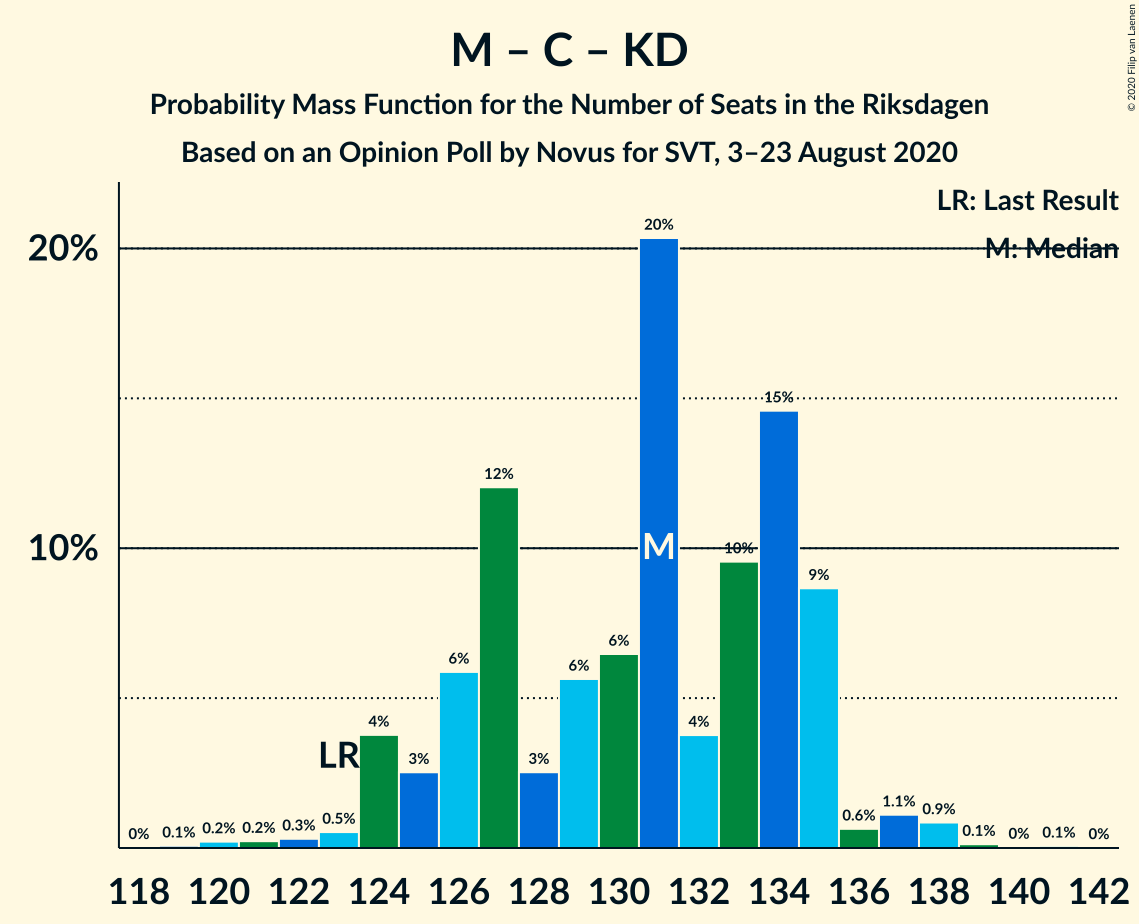 © 2020 Filip van Laenen
M – C – KD
Probability Mass Function for the Number of Seats in the Riksdagen
Based on an Opinion Poll by Novus for SVT, 3–23 August 2020
LR: Last Result
M: Median
20%
10%
0% 0.1% 0.2% 0.2% 0.3% 0.5% 4% 3% 6% 12% 3% 6% 6% 20% 4% 10% 15% 9% 0.6% 1.1% 0.9% 0.1% 0% 0.1% 0%
LR
M
118 120 122 124 126 128 130 132 134 136 138 140 142